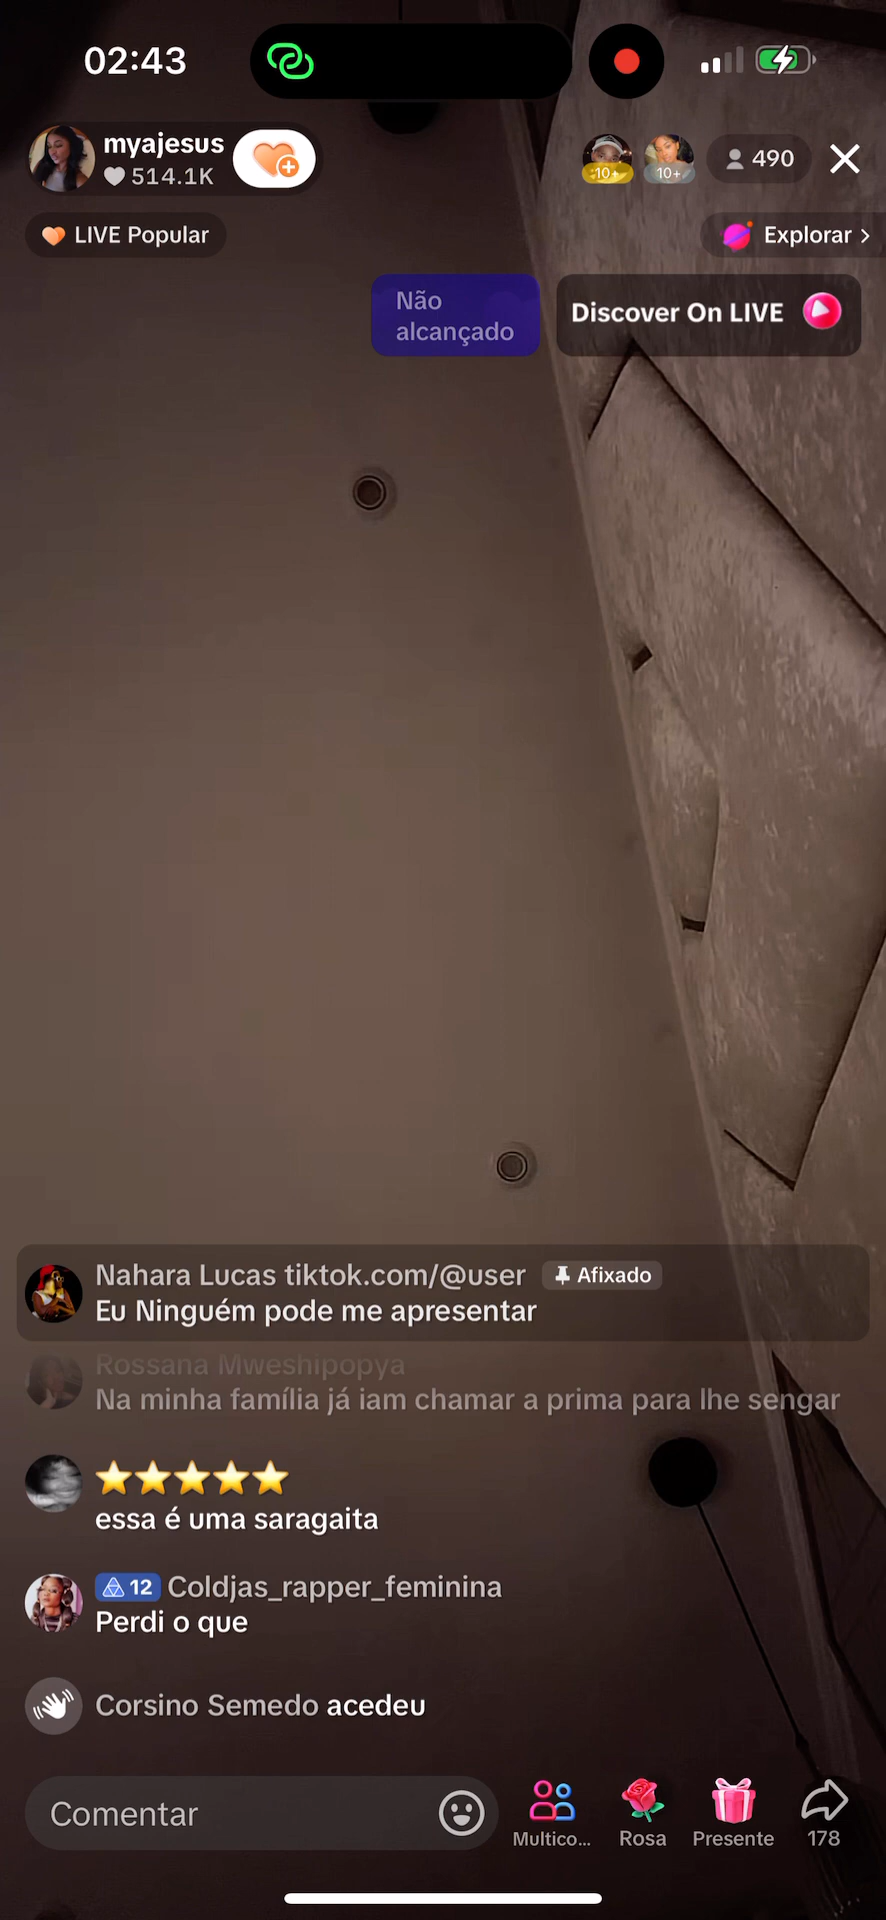 02:43
myajesus
514.1K
10+
10+
490
LIVE Popular
Explorar
Não
alcançado
Discover On LIVE
Nahara Lucas tiktok.com/@user Afixado
Eu Ninguém pode me apresentar
Rossana Mweshipopya
Na minha família já iam chamar a prima para lhe sengar
⭐⭐⭐⭐⭐
essa é uma saragaita
12 Coldjas_rapper_feminina
Perdi o que
Corsino Semedo acedeu
Comentar
Multico...
Rosa
Presente
178